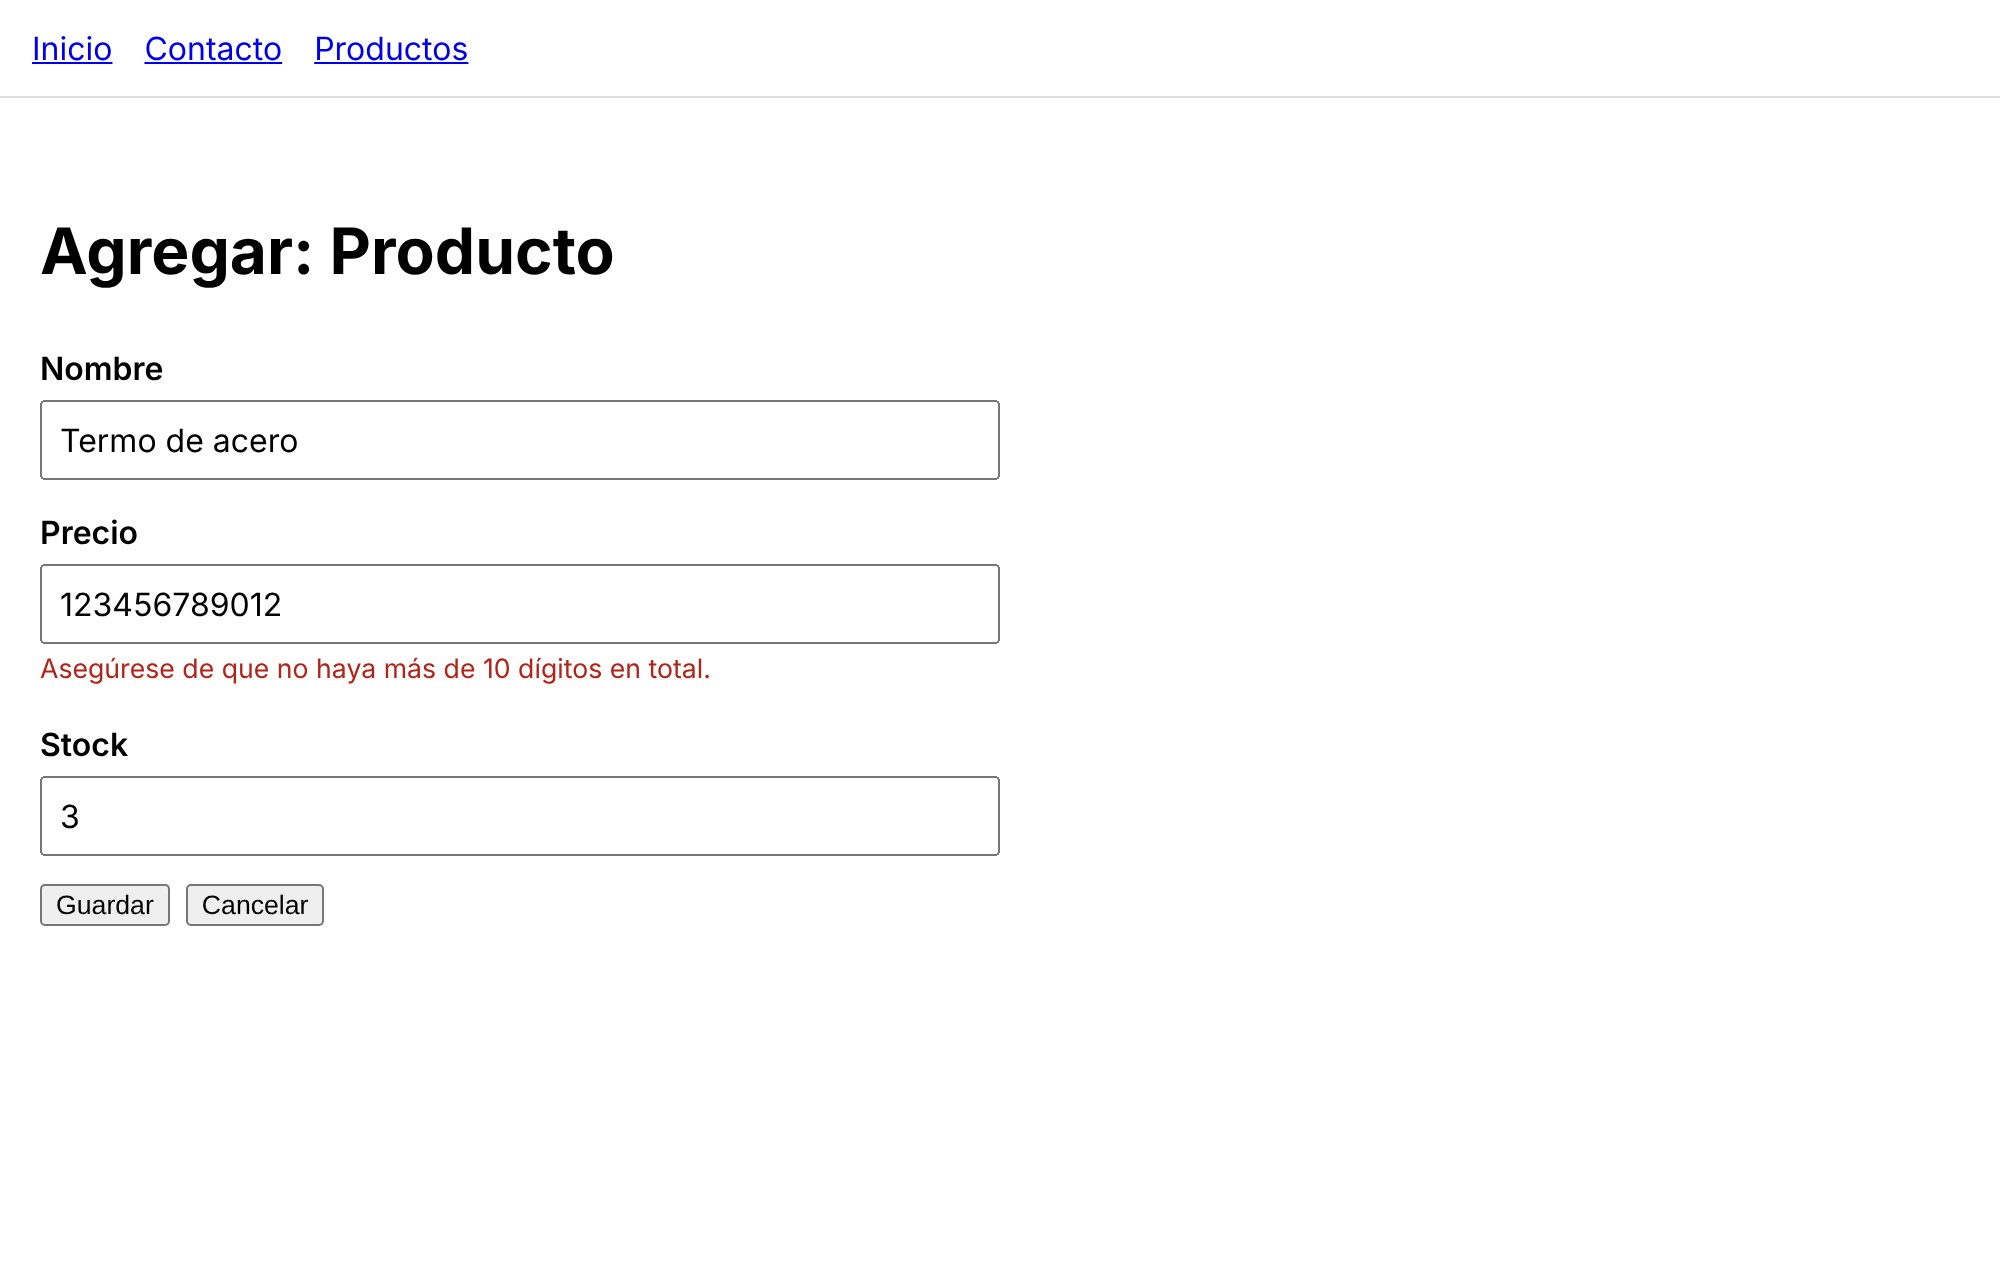 Inicio Contacto Productos
Agregar: Producto
Nombre
Termo de acero
Precio
123456789012
Asegúrese de que no haya más de 10 dígitos en total.
Stock
3
Guardar Cancelar